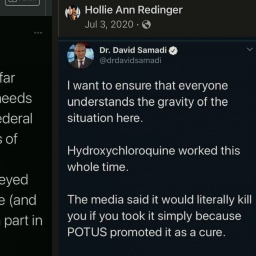 far
needs
ederal
s of
eyed
e (and
part in
Hollie Ann Redinger
Jul 3, 2020 ·
Dr. David Samadi
@drdavidsamadi
I want to ensure that everyone
understands the gravity of the
situation here.
Hydroxychloroquine worked this
whole time.
The media said it would literally kill
you if you took it simply because
POTUS promoted it as a cure.